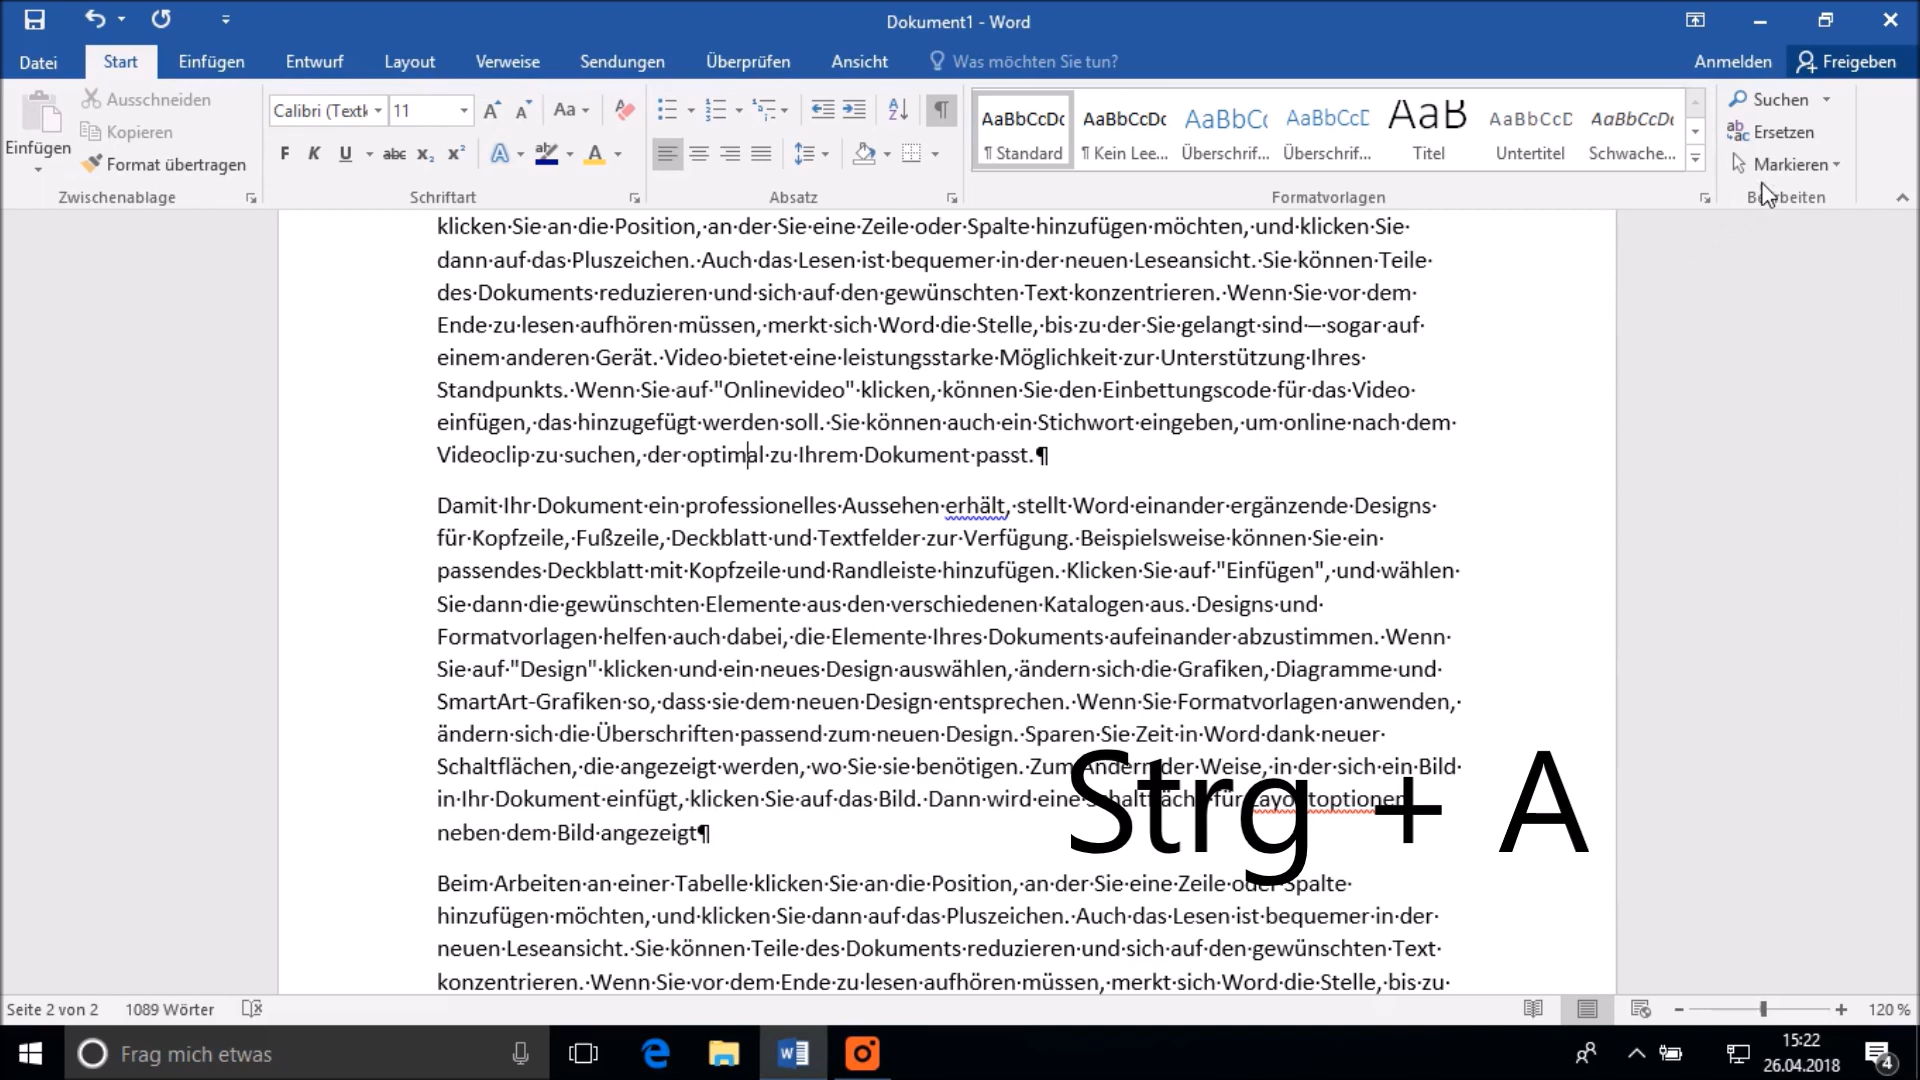 Dokument1 - Word
Datei Start Einfügen Entwurf Layout Verweise Sendungen Überprüfen Ansicht Was möchten Sie tun? Anmelden Freigeben
Einfügen
Ausschneiden
Kopieren
Format übertragen
Zwischenablage
Calibri (Textk 11 Aa
F K U abc x₂ x² A ab A
Schriftart
A Z ¶
Absatz
AaBbCcDc AaBbCcDc AaBbCc AaBbCcD AaB AaBbCcD AaBbCcDc
¶ Standard ¶ Kein Lee... Überschrif... Überschrif... Titel Untertitel Schwache...
Formatvorlagen
Suchen
Ersetzen
Markieren
klicken·Sie·an·die·Position,·an·der·Sie·eine·Zeile·oder·Spalte·hinzufügen·möchten,·und·klicken·Sie·
dann·auf·das·Pluszeichen.·Auch·das·Lesen·ist·bequemer·in·der·neuen·Leseansicht.·Sie·können·Teile·
des·Dokuments·reduzieren·und·sich·auf·den·gewünschten·Text·konzentrieren.·Wenn·Sie·vor·dem·
Ende·zu·lesen·aufhören·müssen,·merkt·sich·Word·die·Stelle,·bis·zu·der·Sie·gelangt·sind·–·sogar·auf·
einem·anderen·Gerät.·Video·bietet·eine·leistungsstarke·Möglichkeit·zur·Unterstützung·Ihres·
Standpunkts.·Wenn·Sie·auf·"Onlinevideo"·klicken,·können·Sie·den·Einbettungscode·für·das·Video·
einfügen,·das·hinzugefügt·werden·soll.·Sie·können·auch·ein·Stichwort·eingeben,·um·online·nach·dem·
Videoclip·zu·suchen,·der·optimal·zu·Ihrem·Dokument·passt.¶
Damit·Ihr·Dokument·ein·professionelles·Aussehen·erhält,·stellt·Word·einander·ergänzende·Designs·
für·Kopfzeile,·Fußzeile,·Deckblatt·und·Textfelder·zur·Verfügung.·Beispielsweise·können·Sie·ein·
passendes·Deckblatt·mit·Kopfzeile·und·Randleiste·hinzufügen.·Klicken·Sie·auf·"Einfügen",·und·wählen·
Sie·dann·die·gewünschten·Elemente·aus·den·verschiedenen·Katalogen·aus.·Designs·und·
Formatvorlagen·helfen·auch·dabei,·die·Elemente·Ihres·Dokuments·aufeinander·abzustimmen.·Wenn·
Sie·auf·"Design"·klicken·und·ein·neues·Design·auswählen,·ändern·sich·die·Grafiken,·Diagramme·und·
SmartArt-Grafiken·so,·dass·sie·dem·neuen·Design·entsprechen.·Wenn·Sie·Formatvorlagen·anwenden,·
ändern·sich·die·Überschriften·passend·zum·neuen·Design.·Sparen·Sie·Zeit·in·Word·dank·neuer·
Schaltflächen,·die·angezeigt·werden,·wo·Sie·sie·benötigen.·Zum·Ändern·der·Weise,·in·der·sich·ein·Bild·
in·Ihr·Dokument·einfügt,·klicken·Sie·auf·das·Bild.·Dann·wird·eine·Schaltfläche·für·Layoutoptionen
neben·dem·Bild·angezeigt¶
Strg + A
Beim·Arbeiten·an·einer·Tabelle·klicken·Sie·an·die·Position,·an·der·Sie·eine·Zeile·oder·Spalte·
hinzufügen·möchten,·und·klicken·Sie·dann·auf·das·Pluszeichen.·Auch·das·Lesen·ist·bequemer·in·der·
neuen·Leseansicht.·Sie·können·Teile·des·Dokuments·reduzieren·und·sich·auf·den·gewünschten·Text·
konzentrieren.·Wenn·Sie·vor·dem·Ende·zu·lesen·aufhören·müssen,·merkt·sich·Word·die·Stelle,·bis·zu·
Seite 2 von 2 1089 Wörter 120 %
Frag mich etwas
15:22
26.04.2018
4